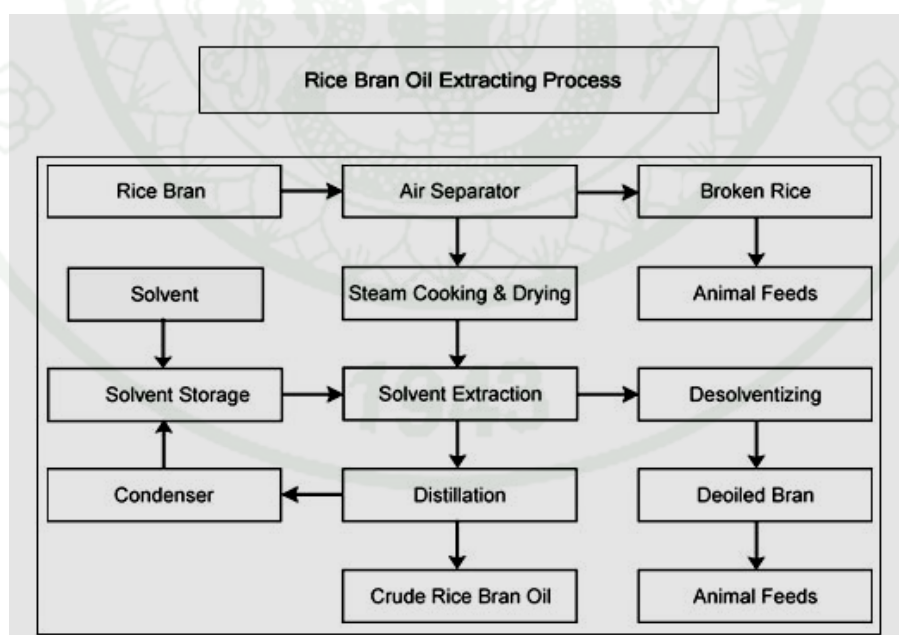 Rice Bran Oil Extracting Process
Rice Bran
Air Separator
Broken Rice
Solvent
Steam Cooking & Drying
Animal Feeds
Solvent Storage
Solvent Extraction
Desolventizing
Condenser
Distillation
Deoiled Bran
Crude Rice Bran Oil
Animal Feeds
1943